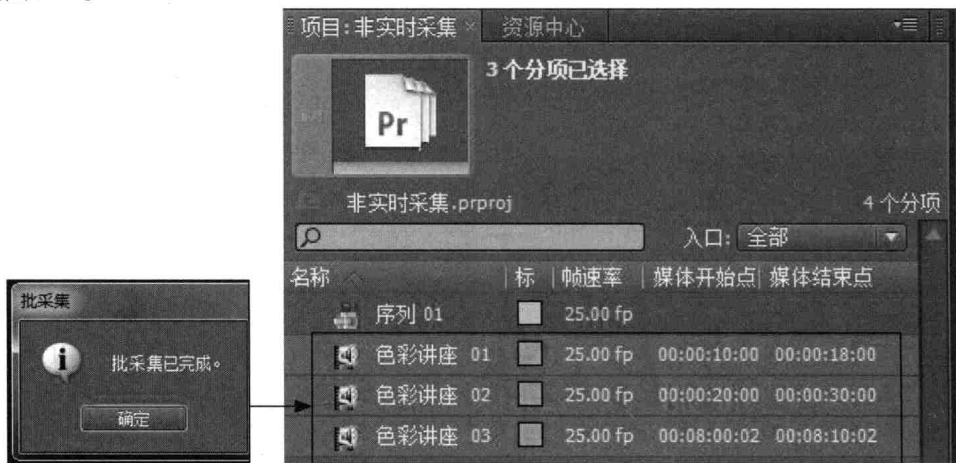 项目:非实时采集 × 资源中心
3个分项已选择
Pr
非实时采集.prproj
4 个分项
入口: 全部
名称 标 帧速率 媒体开始点 媒体结束点
序列 01 25.00 fp
色彩讲座 01 25.00 fp 00:00:10:00 00:00:18:00
色彩讲座 02 25.00 fp 00:00:20:00 00:00:30:00
色彩讲座 03 25.00 fp 00:08:00:02 00:08:10:02
批采集
批采集已完成。
确定